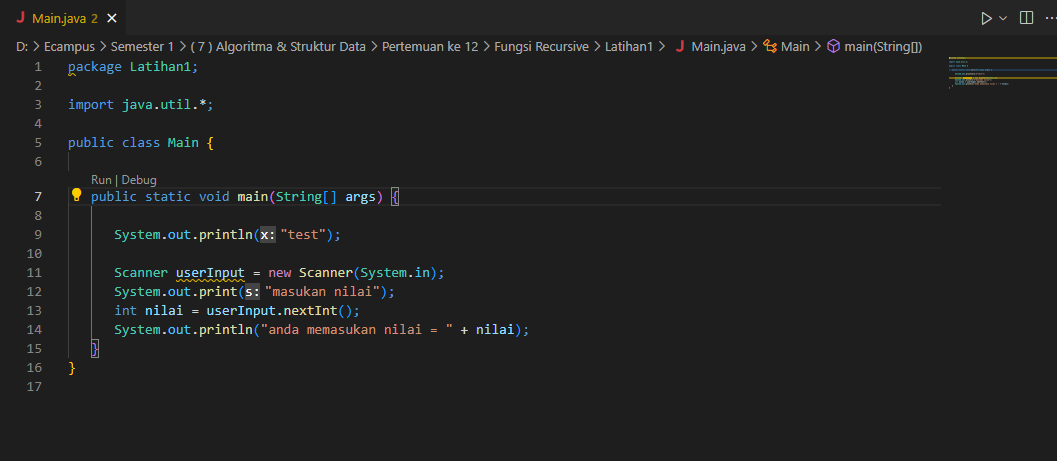 J Main.java 2 ×
D: > Ecampus > Semester 1 > ( 7 ) Algoritma & Struktur Data > Pertemuan ke 12 > Fungsi Recursive > Latihan1 > J Main.java > Main > main(String[])
1 package Latihan1;
2
3 import java.util.*;
4
5 public class Main {
6
Run | Debug
7 public static void main(String[] args) {
8
9 System.out.println(x: "test");
10
11 Scanner userInput = new Scanner(System.in);
12 System.out.print(s: "masukan nilai");
13 int nilai = userInput.nextInt();
14 System.out.println("anda memasukan nilai = " + nilai);
15 }
16 }
17